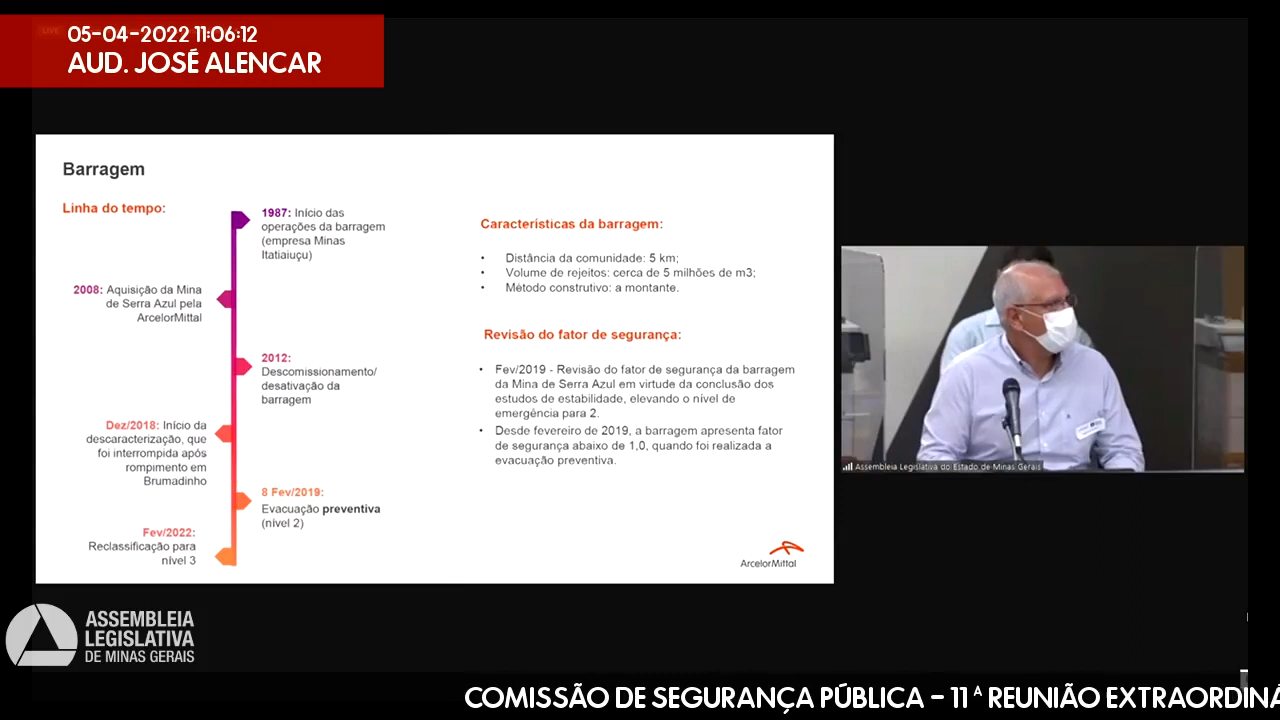 LIVE
05-04-2022 11:06:12
AUD. JOSÉ ALENCAR
Barragem
Linha do tempo:
1987: Início das
operações da barragem
(empresa Minas
Itatiaiuçu)
2008: Aquisição da Mina
de Serra Azul pela
ArcelorMittal
2012:
Descomissionamento/
desativação da
barragem
Dez/2018: Início da
descaracterização, que
foi interrompida após
rompimento em
Brumadinho
8 Fev/2019:
Evacuação preventiva
(nível 2)
Fev/2022:
Reclassificação para
nível 3
Características da barragem:
• Distância da comunidade: 5 km;
• Volume de rejeitos: cerca de 5 milhões de m3;
• Método construtivo: a montante.
Revisão do fator de segurança:
• Fev/2019 - Revisão do fator de segurança da barragem
da Mina de Serra Azul em virtude da conclusão dos
estudos de estabilidade, elevando o nível de
emergência para 2.
• Desde fevereiro de 2019, a barragem apresenta fator
de segurança abaixo de 1,0, quando foi realizada a
evacuação preventiva.
ArcelorMittal
Assembleia Legislativa do Estado de Minas Gerais
ASSEMBLEIA
LEGISLATIVA
DE MINAS GERAIS
COMISSÃO DE SEGURANÇA PÚBLICA - 11ª REUNIÃO EXTRAORDINÁ